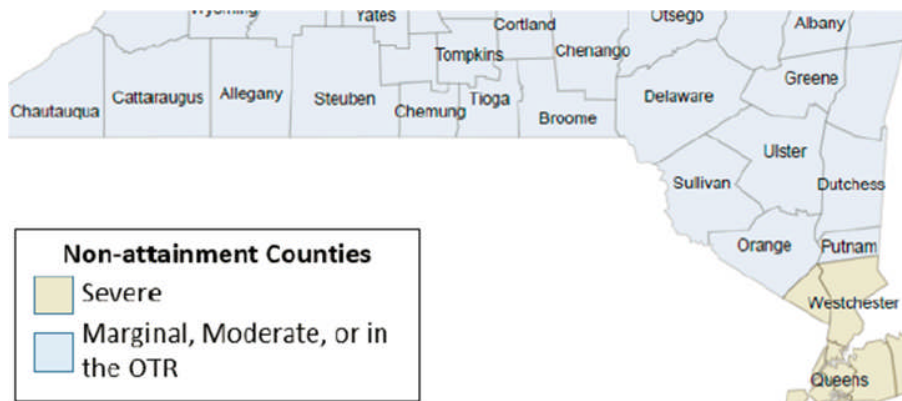 Wyoming
Yates
Cortland
Otsego
Albany
Tompkins
Chenango
Greene
Chautauqua
Cattaraugus
Allegany
Steuben
Chemung
Tioga
Broome
Delaware
Ulster
Sullivan
Dutchess
Orange
Putnam
Westchester
Queens
Non-attainment Counties
Severe
Marginal, Moderate, or in
the OTR